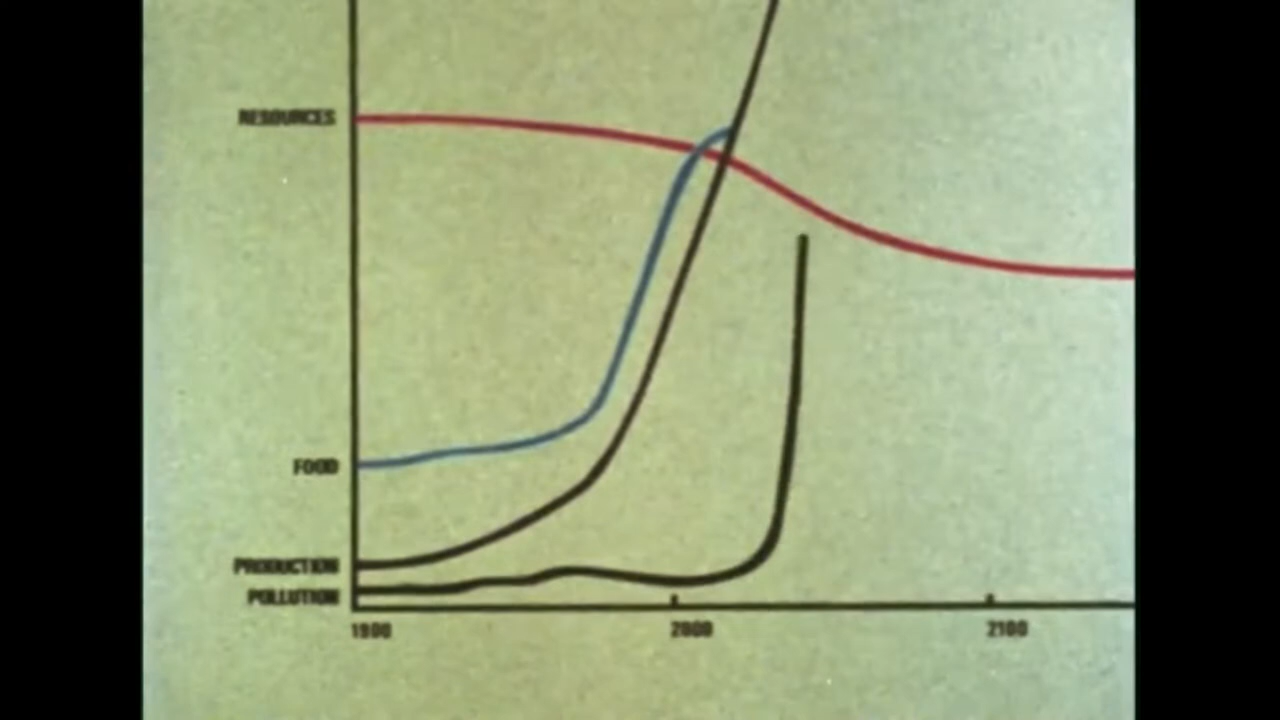 RESOURCES
FOOD
PRODUCTION
POLLUTION
1900 2000 2100